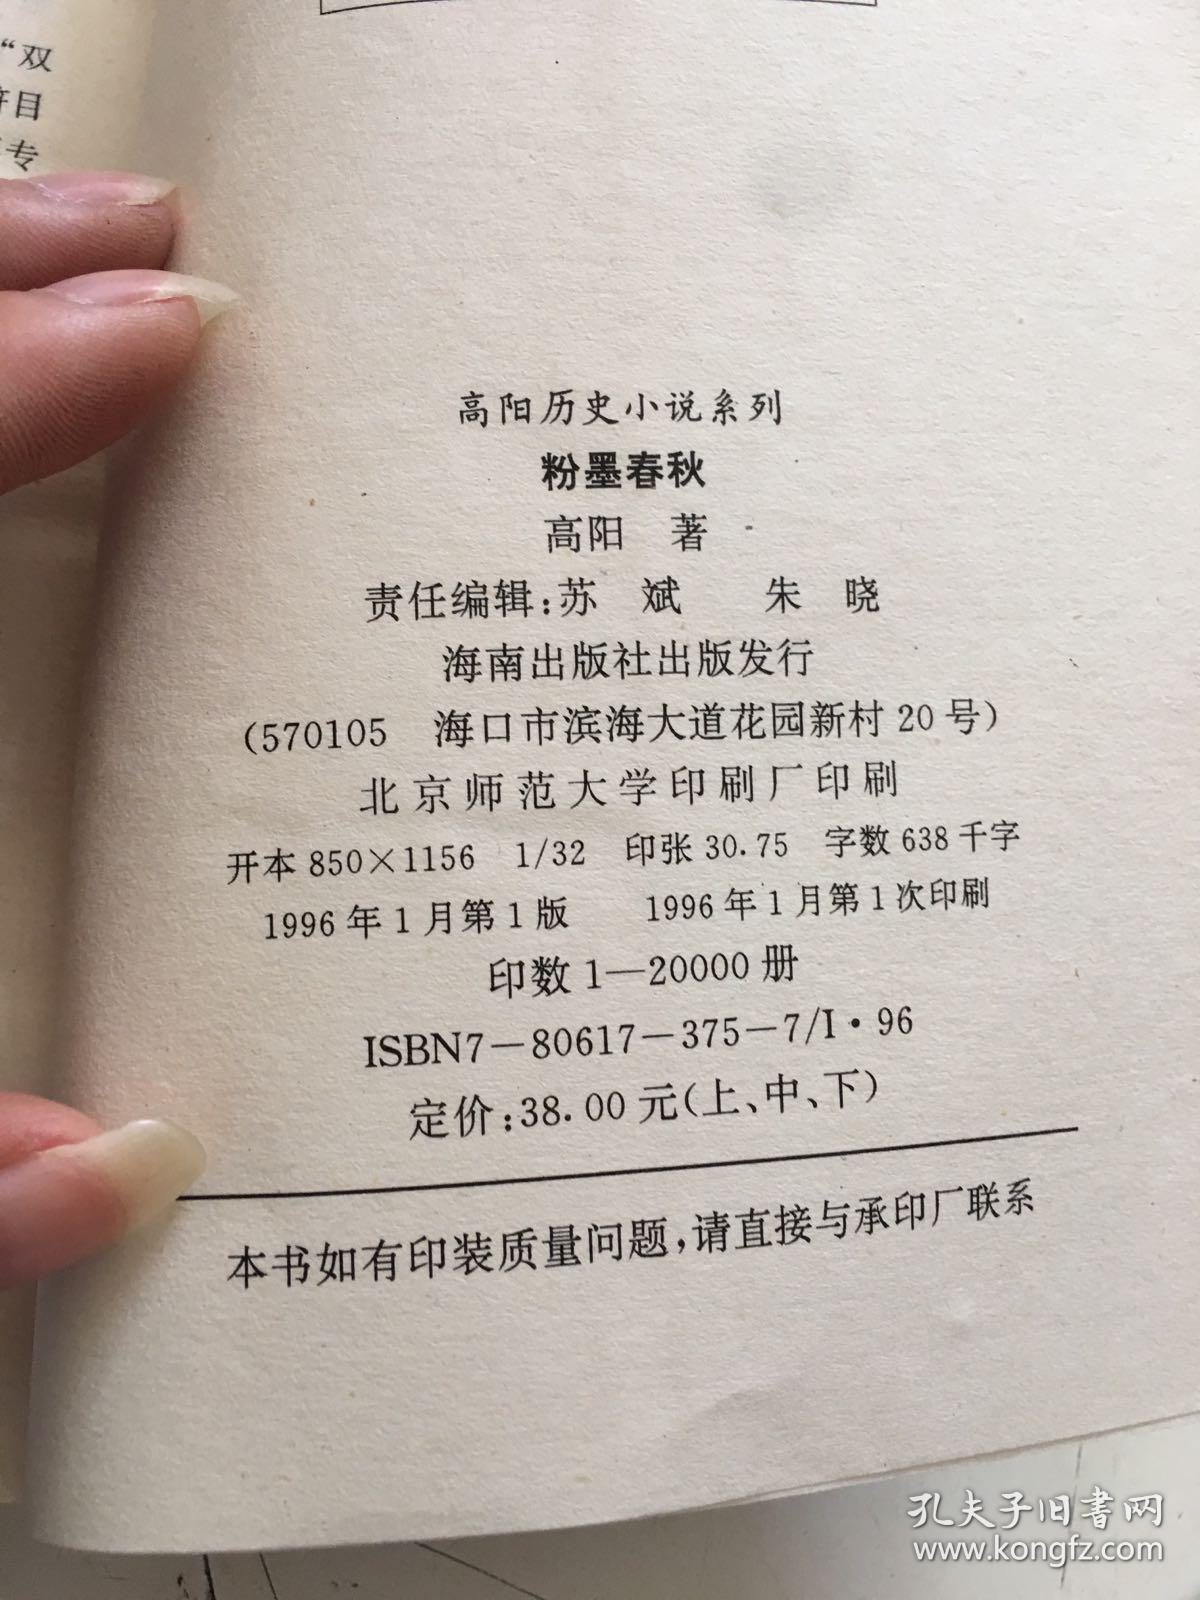 “双
目
专
高阳历史小说系列
粉墨春秋
高阳 著
责任编辑:苏 斌 朱 晓
海南出版社出版发行
(570105 海口市滨海大道花园新村20号)
北京师范大学印刷厂印刷
开本850×1156 1/32 印张30.75 字数638千字
1996年1月第1版 1996年1月第1次印刷
印数1—20000册
ISBN7-80617-375-7/I·96
定价:38.00元(上、中、下)
本书如有印装质量问题,请直接与承印厂联系
孔夫子旧書网
www.kongfz.com